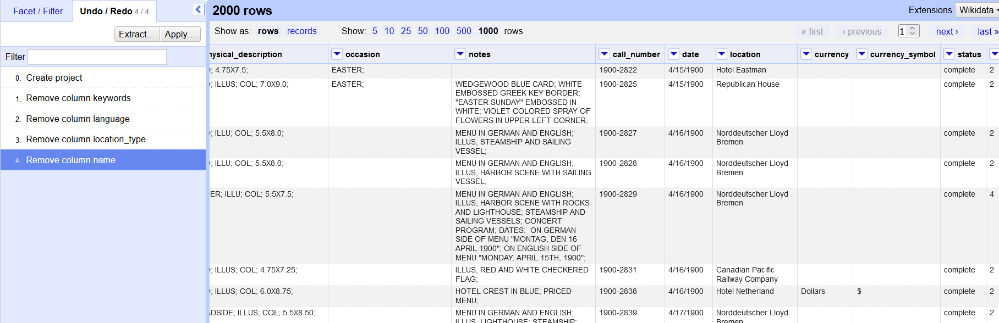 Facet / Filter Undo / Redo 4 / 4
Extract... Apply...
Filter
0. Create project
1. Remove column keywords
2. Remove column language
3. Remove column location_type
4. Remove column name
2000 rows Extensions Wikidata
Show as: rows records Show: 5 10 25 50 100 500 1000 rows « first ‹ previous 1 next › last »
hysical_description occasion notes call_number date location currency currency_symbol status
; 4.75X7.5; EASTER; 1900-2822 4/15/1900 Hotel Eastman complete 2
; ILLUS; COL; 7.0X9.0; EASTER; WEDGEWOOD BLUE CARD; WHITE 1900-2825 4/15/1900 Republican House complete 2
EMBOSSED GREEK KEY BORDER;
"EASTER SUNDAY" EMBOSSED IN
WHITE; VIOLET COLORED SPRAY OF
FLOWERS IN UPPER LEFT CORNER;
; ILLU; COL; 5.5X8.0; MENU IN GERMAN AND ENGLISH; 1900-2827 4/16/1900 Norddeutscher Lloyd complete 2
ILLUS, STEAMSHIP AND SAILING Bremen
VESSEL;
; ILLU; COL; 5.5X8.0; MENU IN GERMAN AND ENGLISH; 1900-2828 4/16/1900 Norddeutscher Lloyd complete 2
ILLUS, HARBOR SCENE WITH SAILING Bremen
VESSEL;
DER; ILLU; COL; 5.5X7.5; MENU IN GERMAN AND ENGLISH; 1900-2829 4/16/1900 Norddeutscher Lloyd complete 4
ILLUS, HARBOR SCENE WITH ROCKS Bremen
AND LIGHTHOUSE; STEAMSHIP AND
SAILING VESSELS; CONCERT
PROGRAM; DATES: ON GERMAN
SIDE OF MENU "MONTAG, DEN 16
APRIL 1900"; ON ENGLISH SIDE OF
MENU "MONDAY, APRIL 15TH, 1900";
; ILLUS; COL; 4.75X7.25; ILLUS, RED AND WHITE CHECKERED 1900-2831 4/16/1900 Canadian Pacific complete 2
FLAG; Railway Company
; ILLUS; COL; 6.0X8.75; HOTEL CREST IN BLUE; PRICED 1900-2838 4/16/1900 Hotel Netherland Dollars $ complete 2
MENU;
ADSIDE; ILLUS; COL; 5.5X8.50; MENU IN GERMAN AND ENGLISH; 1900-2839 4/17/1900 Norddeutscher Lloyd complete 2
ILLUS, LIGHTHOUSE; STEAMSHIP; Bremen